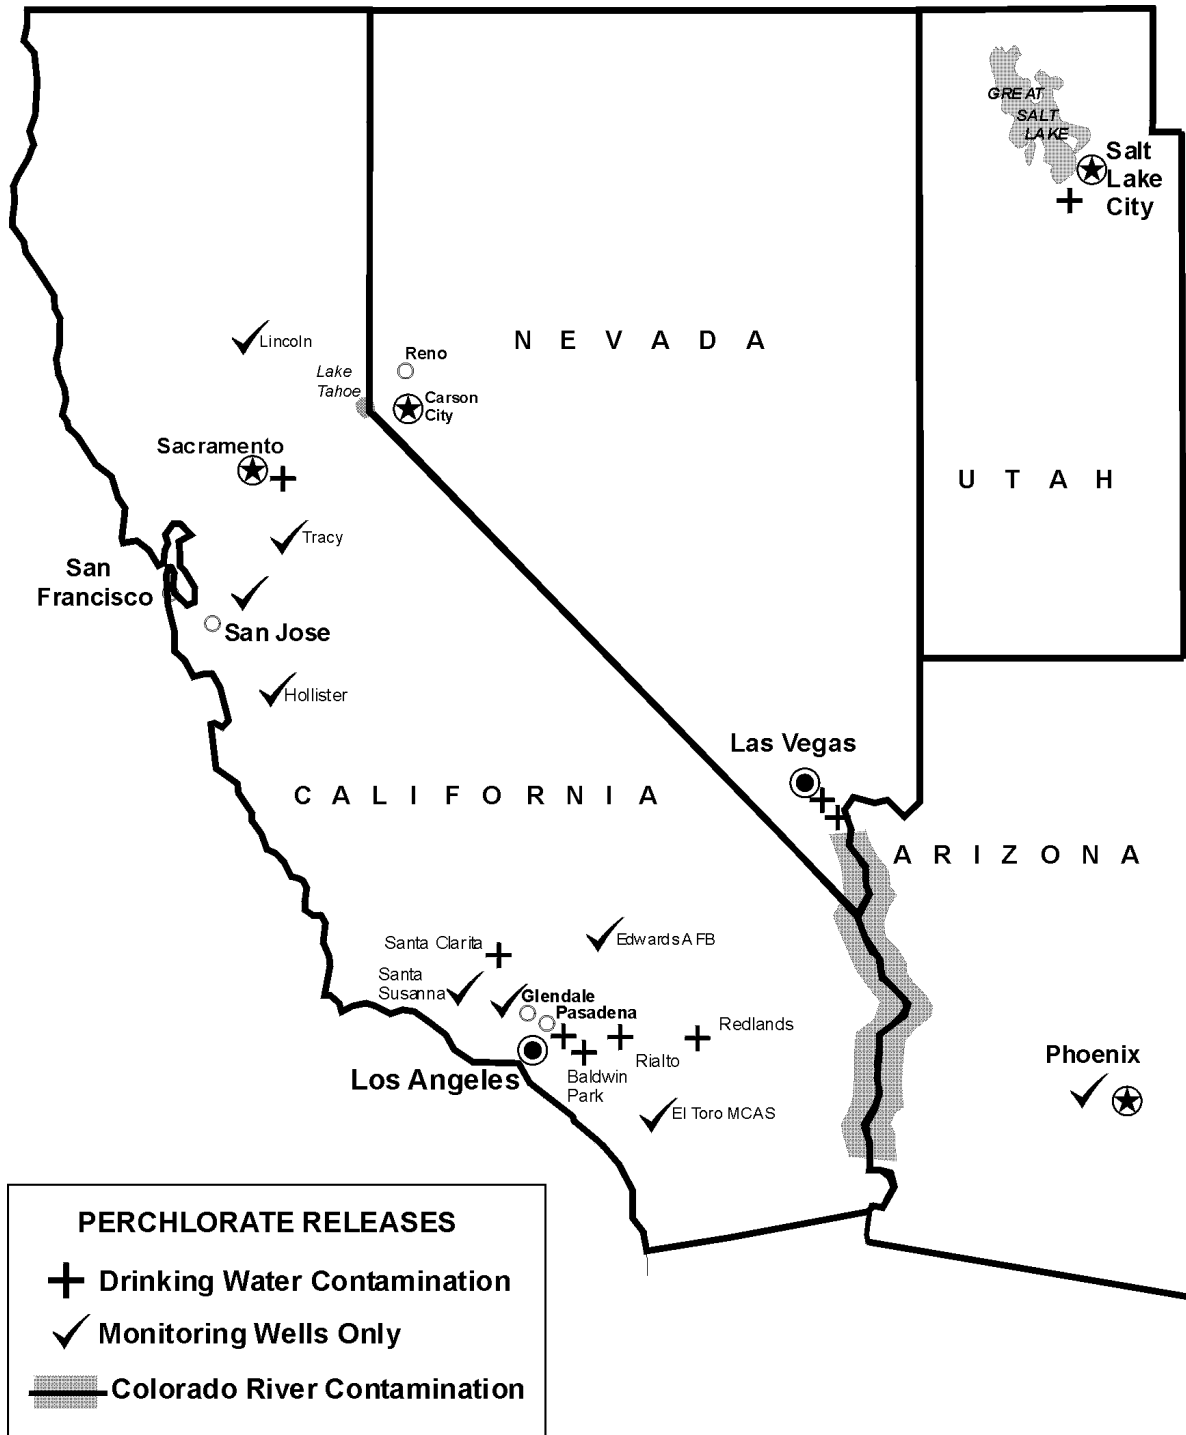 GREAT
SALT
LAKE
Salt
Lake
City
N E V A D A
Lincoln
Reno
Lake
Tahoe
Carson
City
Sacramento
U T A H
Tracy
San
Francisco
San Jose
Hollister
Las Vegas
C A L I F O R N I A
A R I Z O N A
Santa Clarita
Edwards AFB
Santa
Susanna
Glendale
Pasadena
Redlands
Rialto
Los Angeles
Baldwin
Park
El Toro MCAS
Phoenix
PERCHLORATE RELEASES
Drinking Water Contamination
Monitoring Wells Only
Colorado River Contamination